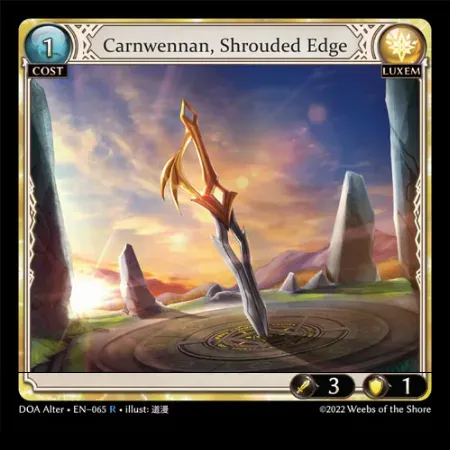 1 Carnwennan, Shrouded Edge
COST LUXEM
3 1
DOA Alter • EN-065 R • illust: 道漫 ©2022 Weebs of the Shore